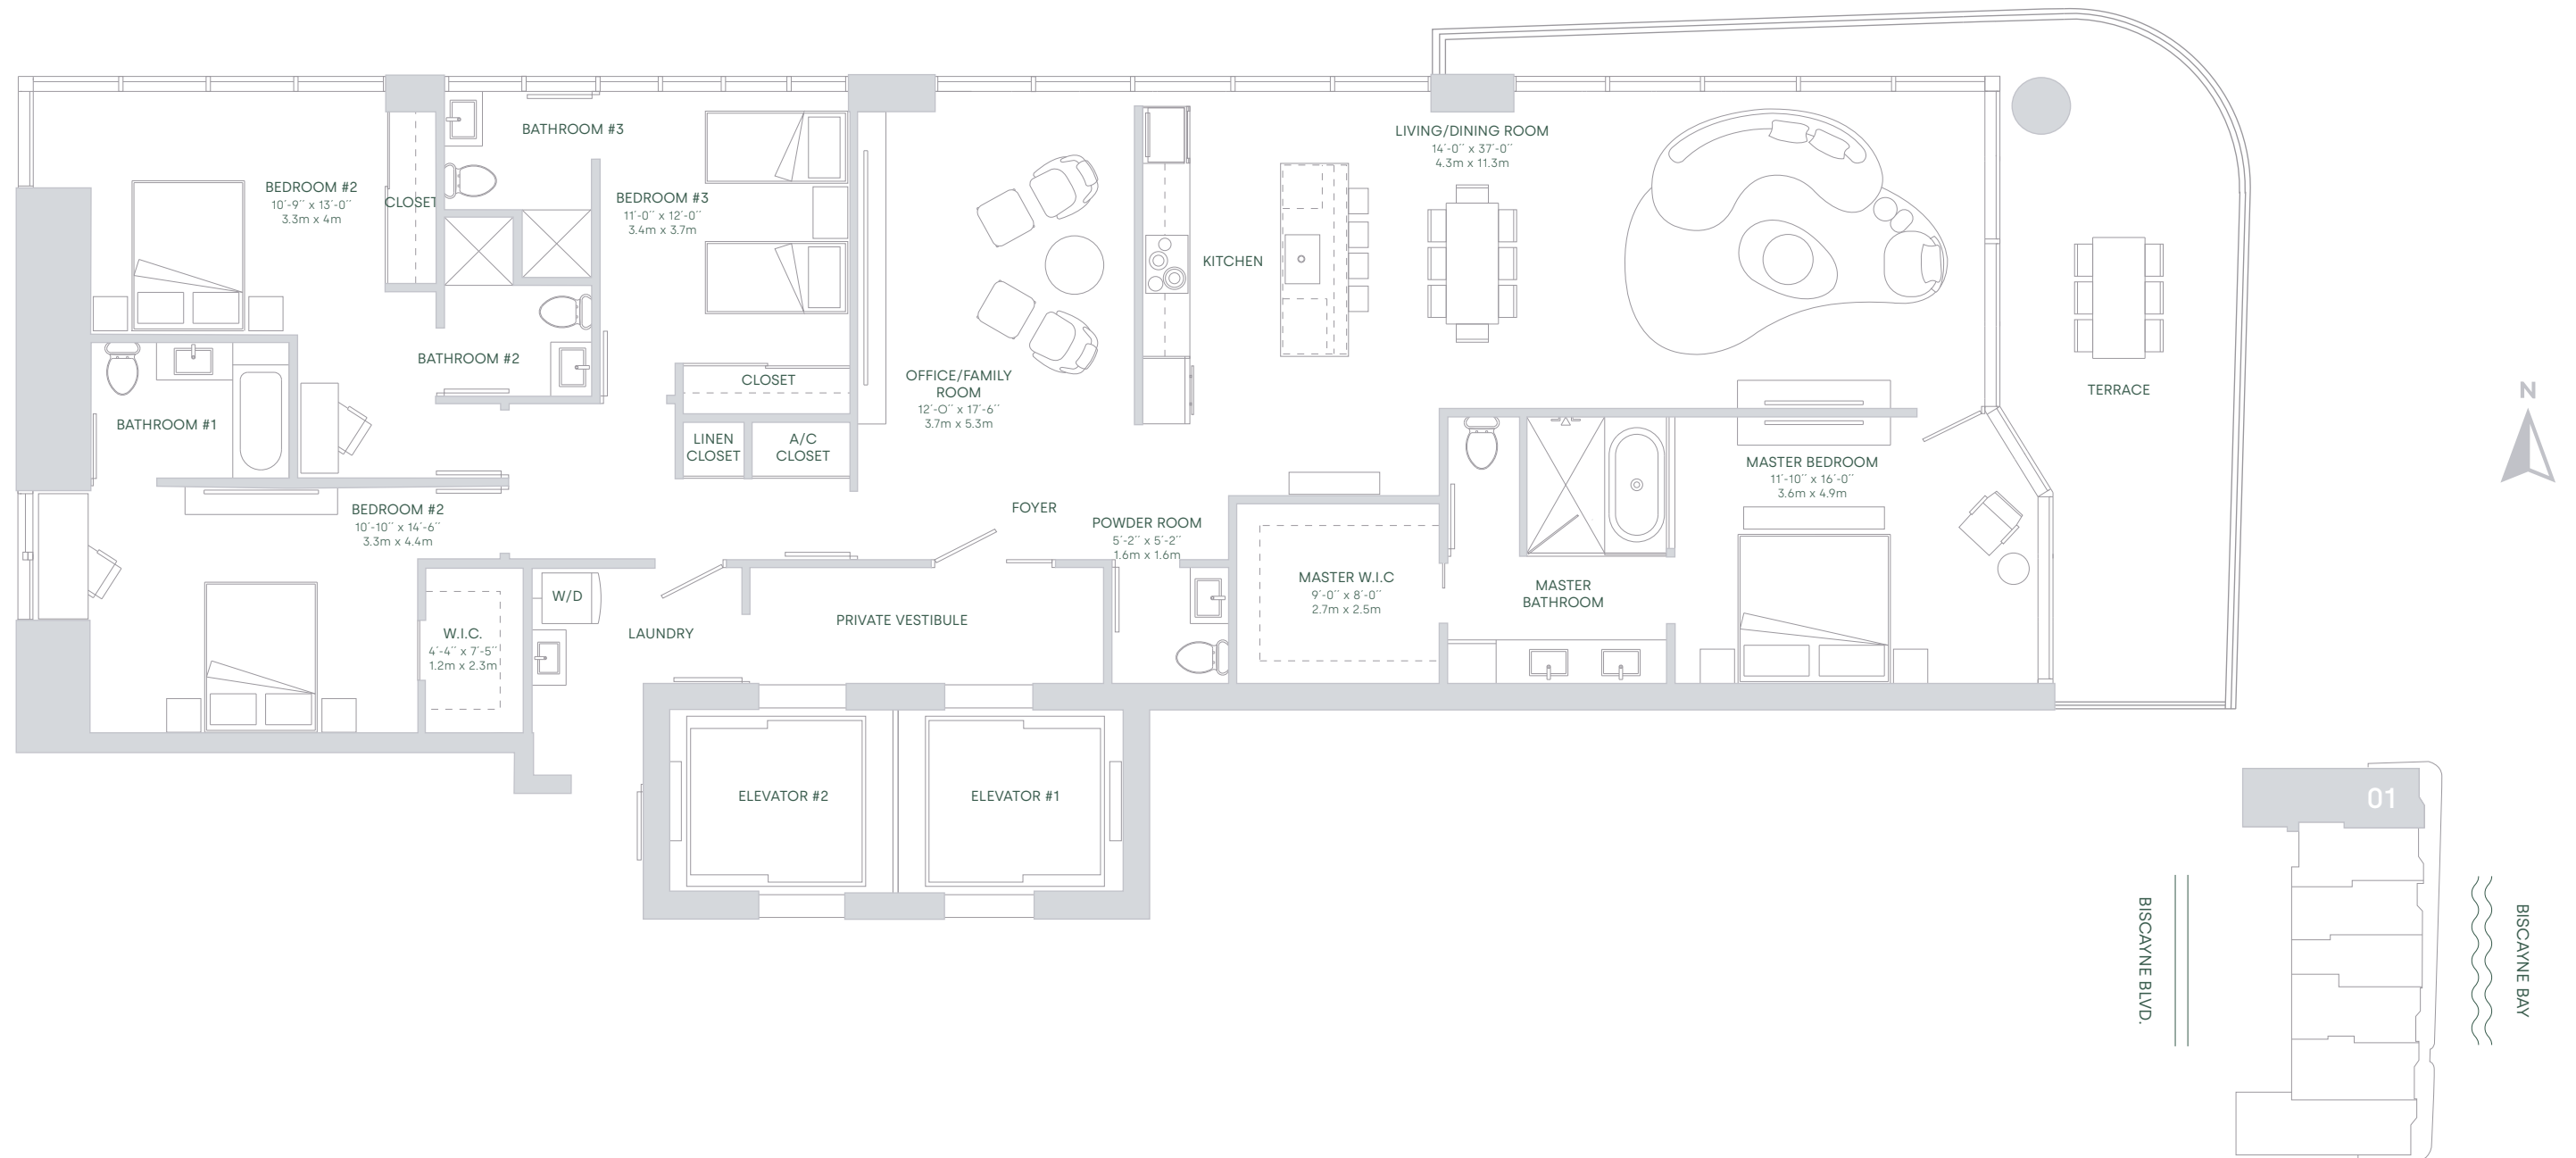 BATHROOM #3
LIVING/DINING ROOM
14'-0'' x 37'-0''
4.3m x 11.3m
BEDROOM #2
10'-9'' x 13'-0''
3.3m x 4m
CLOSET
BEDROOM #3
11'-0'' x 12'-0''
3.4m x 3.7m
KITCHEN
BATHROOM #2
CLOSET
OFFICE/FAMILY
ROOM
12'-O'' x 17'-6''
3.7m x 5.3m
TERRACE
N
BATHROOM #1
LINEN
CLOSET
A/C
CLOSET
MASTER BEDROOM
11'-10'' x 16'-0''
3.6m x 4.9m
BEDROOM #2
10'-10'' x 14'-6''
3.3m x 4.4m
FOYER
POWDER ROOM
5'-2'' x 5'-2''
1.6m x 1.6m
MASTER W.I.C
9'-0'' x 8'-0''
2.7m x 2.5m
MASTER
BATHROOM
W/D
LAUNDRY
PRIVATE VESTIBULE
W.I.C.
4'-4'' x 7'-5''
1.2m x 2.3m
ELEVATOR #2
ELEVATOR #1
01
BISCAYNE BLVD.
BISCAYNE BAY